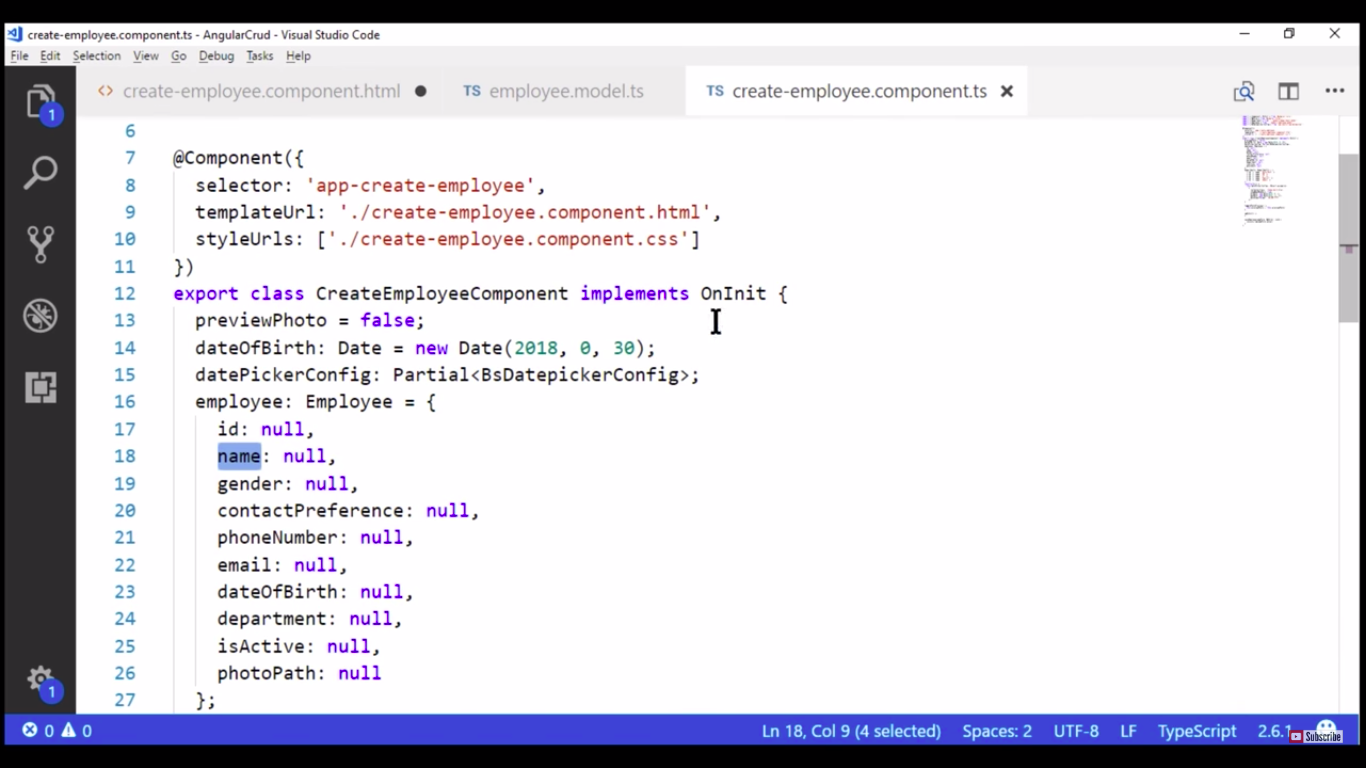 create-employee.component.ts - AngularCrud - Visual Studio Code
File Edit Selection View Go Debug Tasks Help
<> create-employee.component.html ● TS employee.model.ts TS create-employee.component.ts ×
1
6
7 @Component({
8 selector: 'app-create-employee',
9 templateUrl: './create-employee.component.html',
10 styleUrls: ['./create-employee.component.css']
11 })
12 export class CreateEmployeeComponent implements OnInit {
13 previewPhoto = false;
14 dateOfBirth: Date = new Date(2018, 0, 30);
15 datePickerConfig: Partial<BsDatepickerConfig>;
16 employee: Employee = {
17 id: null,
18 name: null,
19 gender: null,
20 contactPreference: null,
21 phoneNumber: null,
22 email: null,
23 dateOfBirth: null,
24 department: null,
25 isActive: null,
26 photoPath: null
27 };
1
0 0 Ln 18, Col 9 (4 selected) Spaces: 2 UTF-8 LF TypeScript 2.6.1
Subscribe